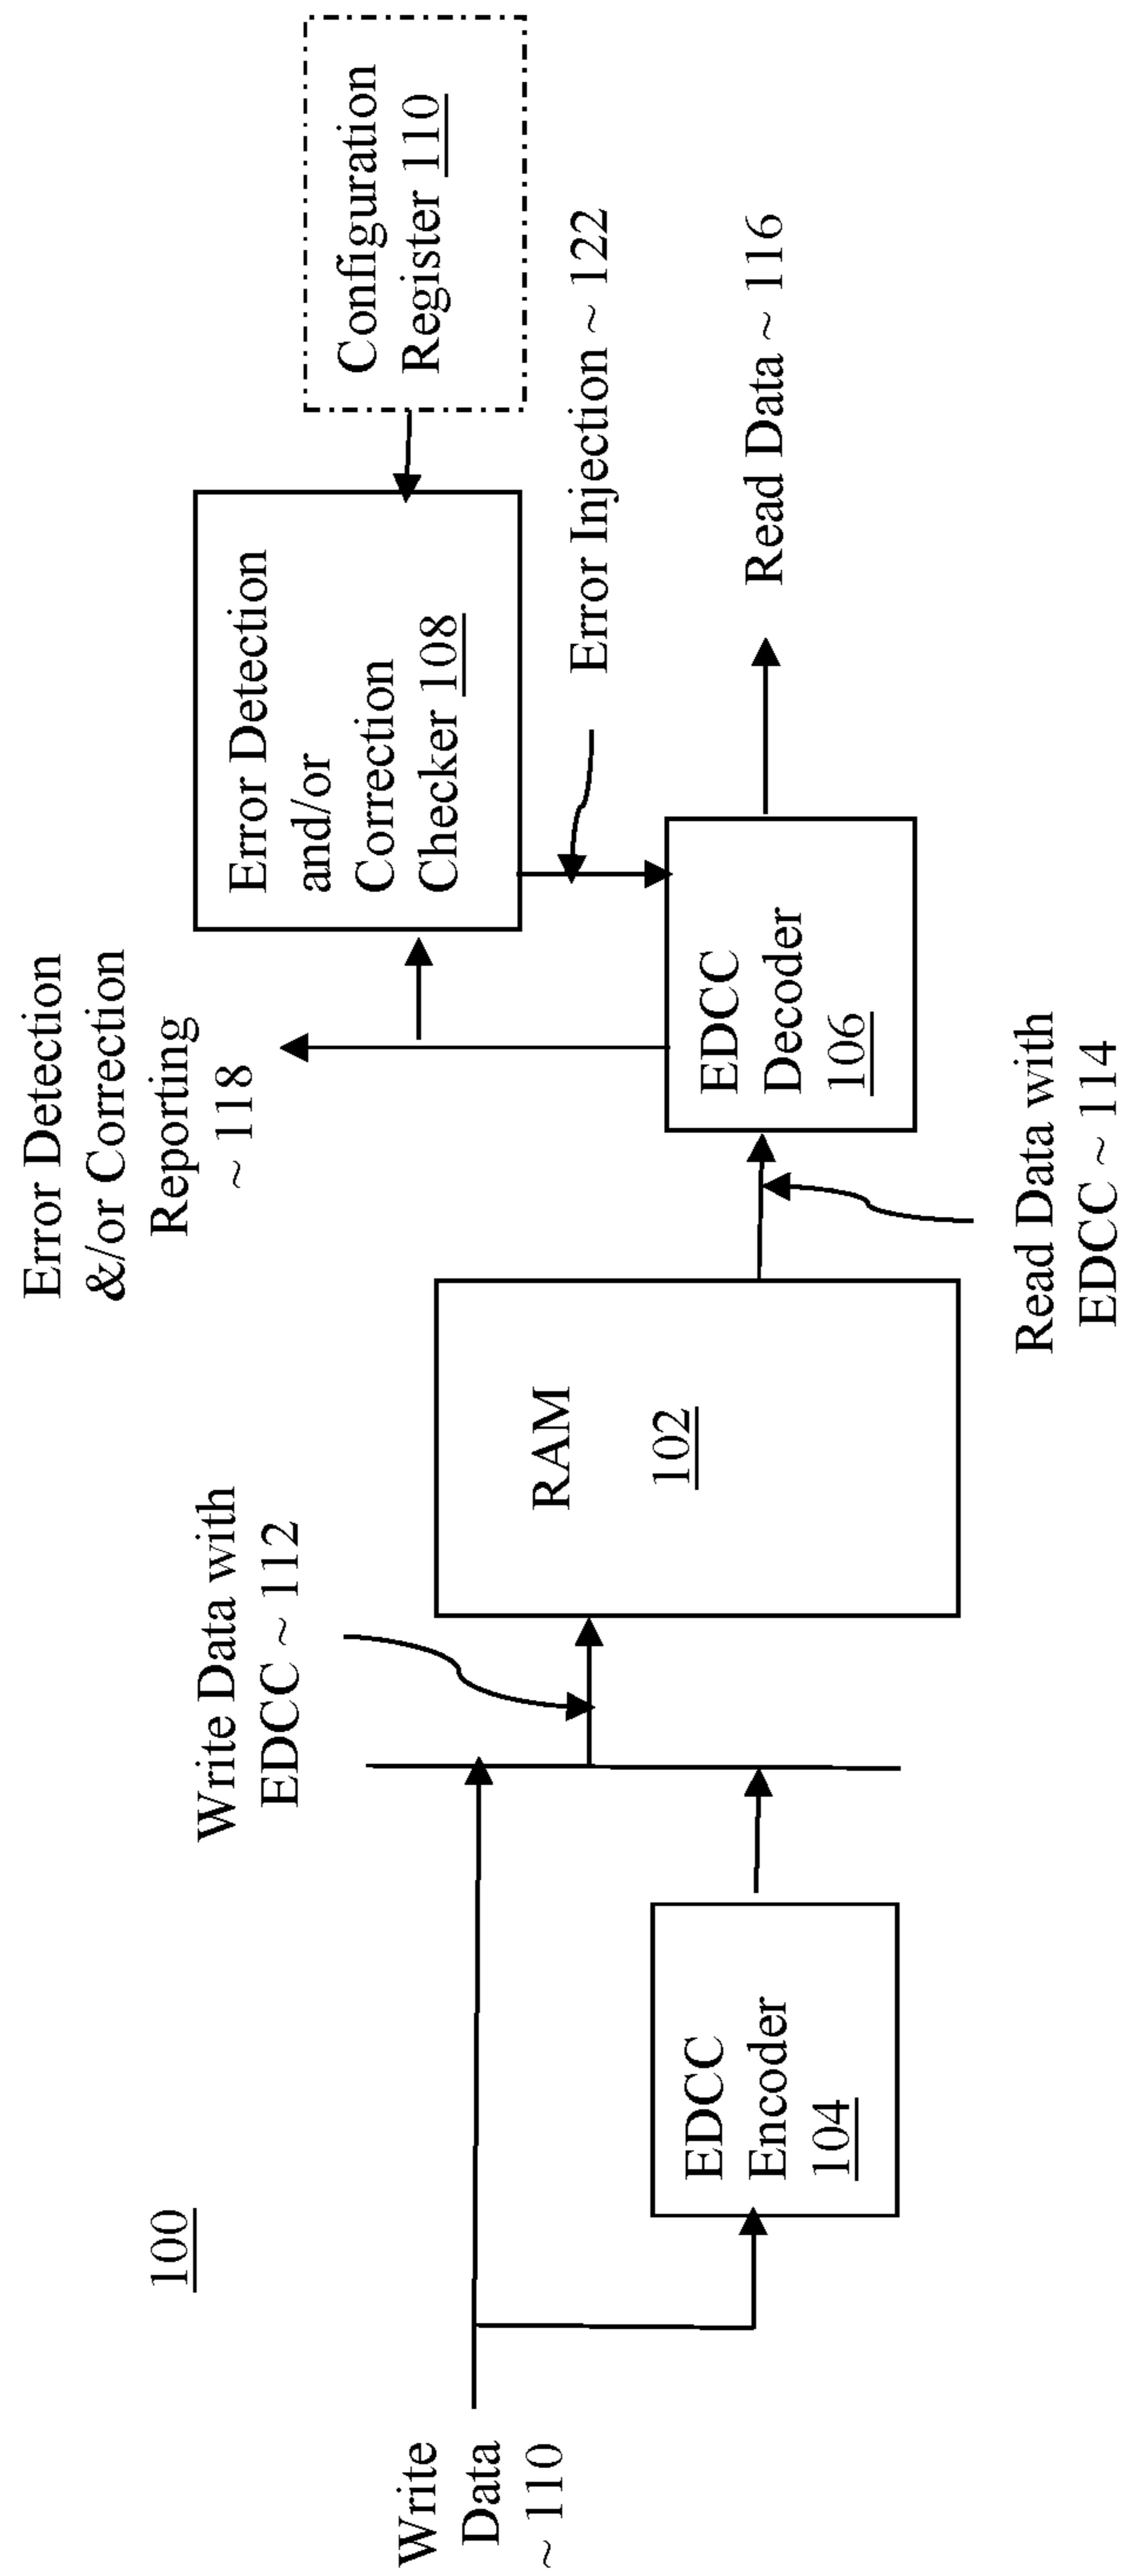 100
Write
Data
~ 110
EDCC
Encoder
104
Write Data with
EDCC ~ 112
RAM
102
Error Detection
&/or Correction
Reporting
~ 118
Read Data with
EDCC ~ 114
EDCC
Decoder
106
Error Detection
and/or
Correction
Checker 108
Error Injection ~ 122
Read Data ~ 116
Configuration
Register 110